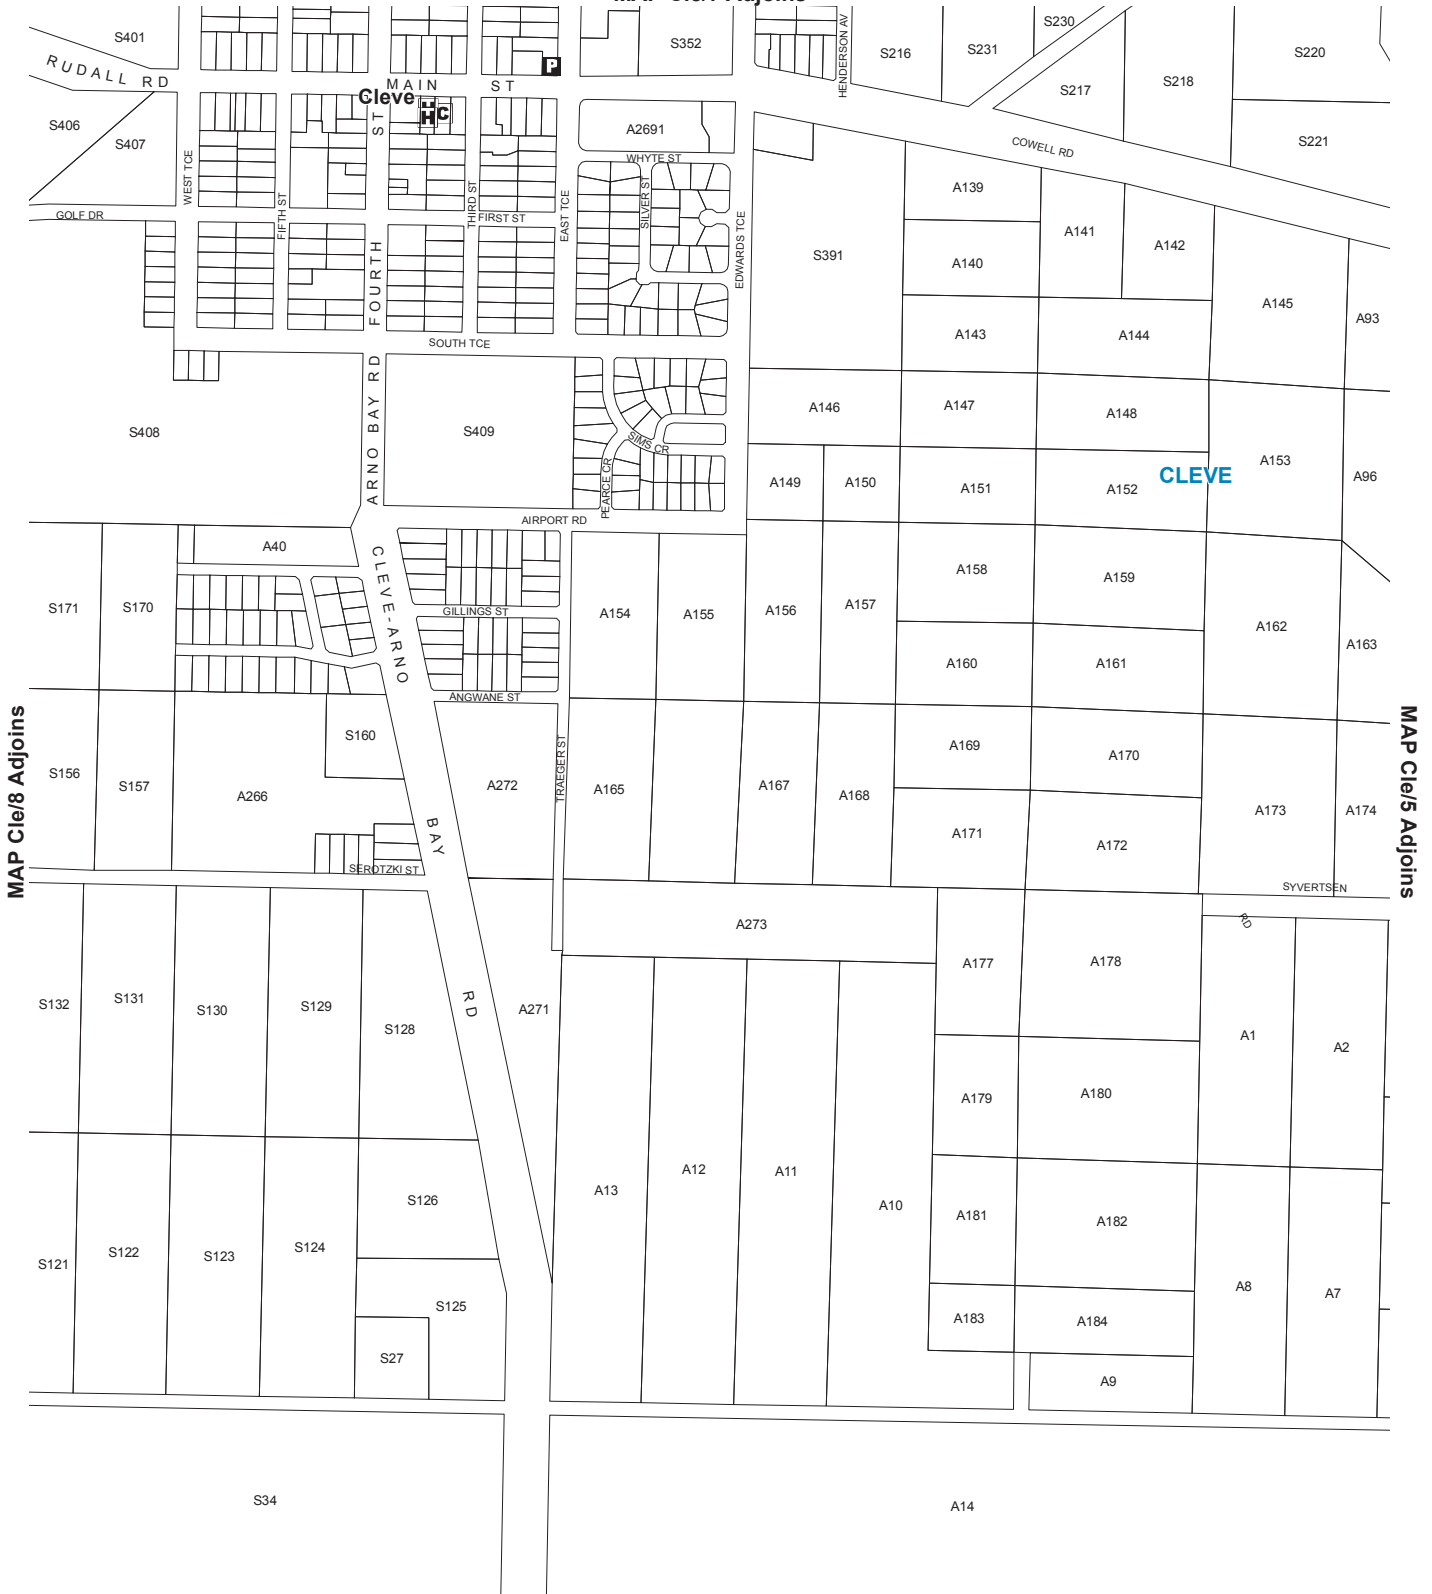 S401
S352
HENDERSON AV
S216
S231
S230
S220
RUDALL RD
P
MAIN ST
Cleve
H
H
C
S217
S218
S406
S407
A2691
COWELL RD
S221
WEST TCE
FOURTH ST
WHYTE ST
SILVER ST
A139
GOLF DR
FIFTH ST
THIRD ST
FIRST ST
EAST TCE
EDWARDS TCE
S391
A140
A141
A142
A145
A93
A143
A144
SOUTH TCE
ARNO BAY RD
S408
S409
A146
A147
A148
SIMS CR
PEARCE CR
A149
A150
A151
A152
CLEVE
A153
A96
AIRPORT RD
A40
CLEVE-ARNO BAY RD
S171
S170
GILLINGS ST
A154
A155
A156
A157
A158
A159
A162
A163
A160
A161
ANGWANE ST
MAP Cle/8 Adjoins
MAP Cle/5 Adjoins
S156
S157
A266
S160
A272
TRAEGER ST
A165
A167
A168
A169
A170
A171
A172
A173
A174
SEROTZKI ST
SYVERTSEN RD
A273
S132
S131
S130
S129
S128
A271
A177
A178
A1
A2
A179
A180
A13
A12
A11
A10
A181
A182
S126
S121
S122
S123
S124
S125
A8
A7
A183
A184
S27
A9
S34
A14